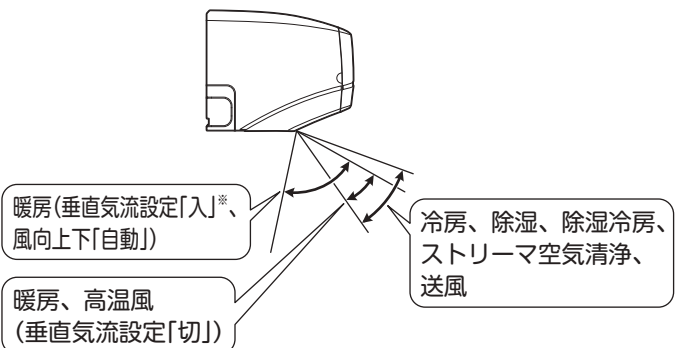 暖房(垂直気流設定「入」※、
風向上下「自動」)
暖房、高温風
(垂直気流設定「切」)
冷房、除湿、除湿冷房、
ストリーマ空気清浄、
送風